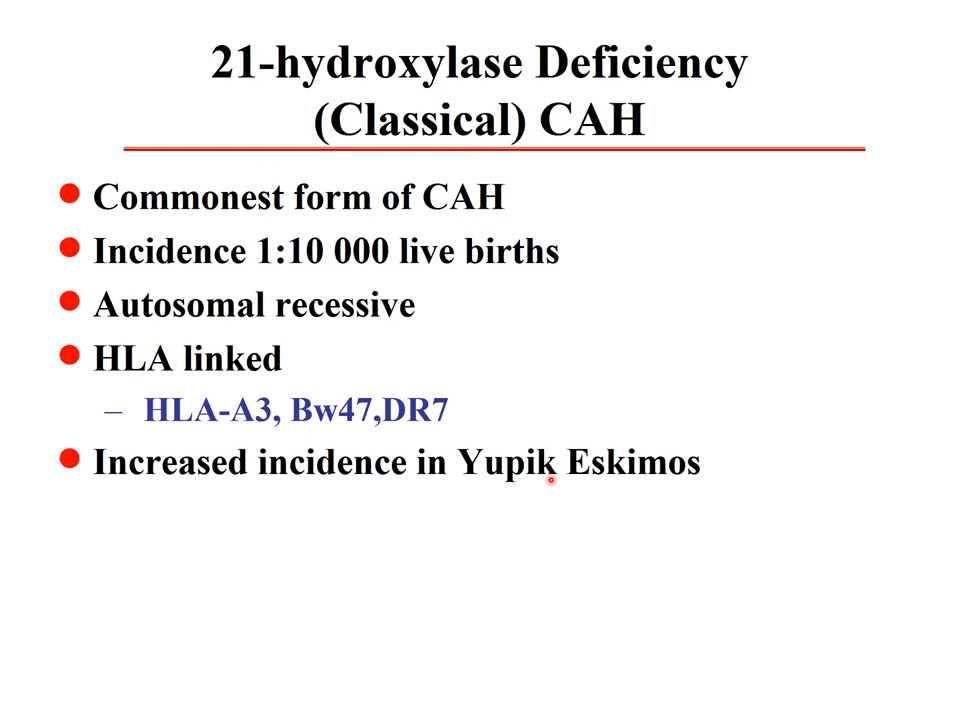 21-hydroxylase Deficiency
(Classical) CAH
Commonest form of CAH
Incidence 1:10 000 live births
Autosomal recessive
HLA linked
– HLA-A3, Bw47,DR7
Increased incidence in Yupik Eskimos